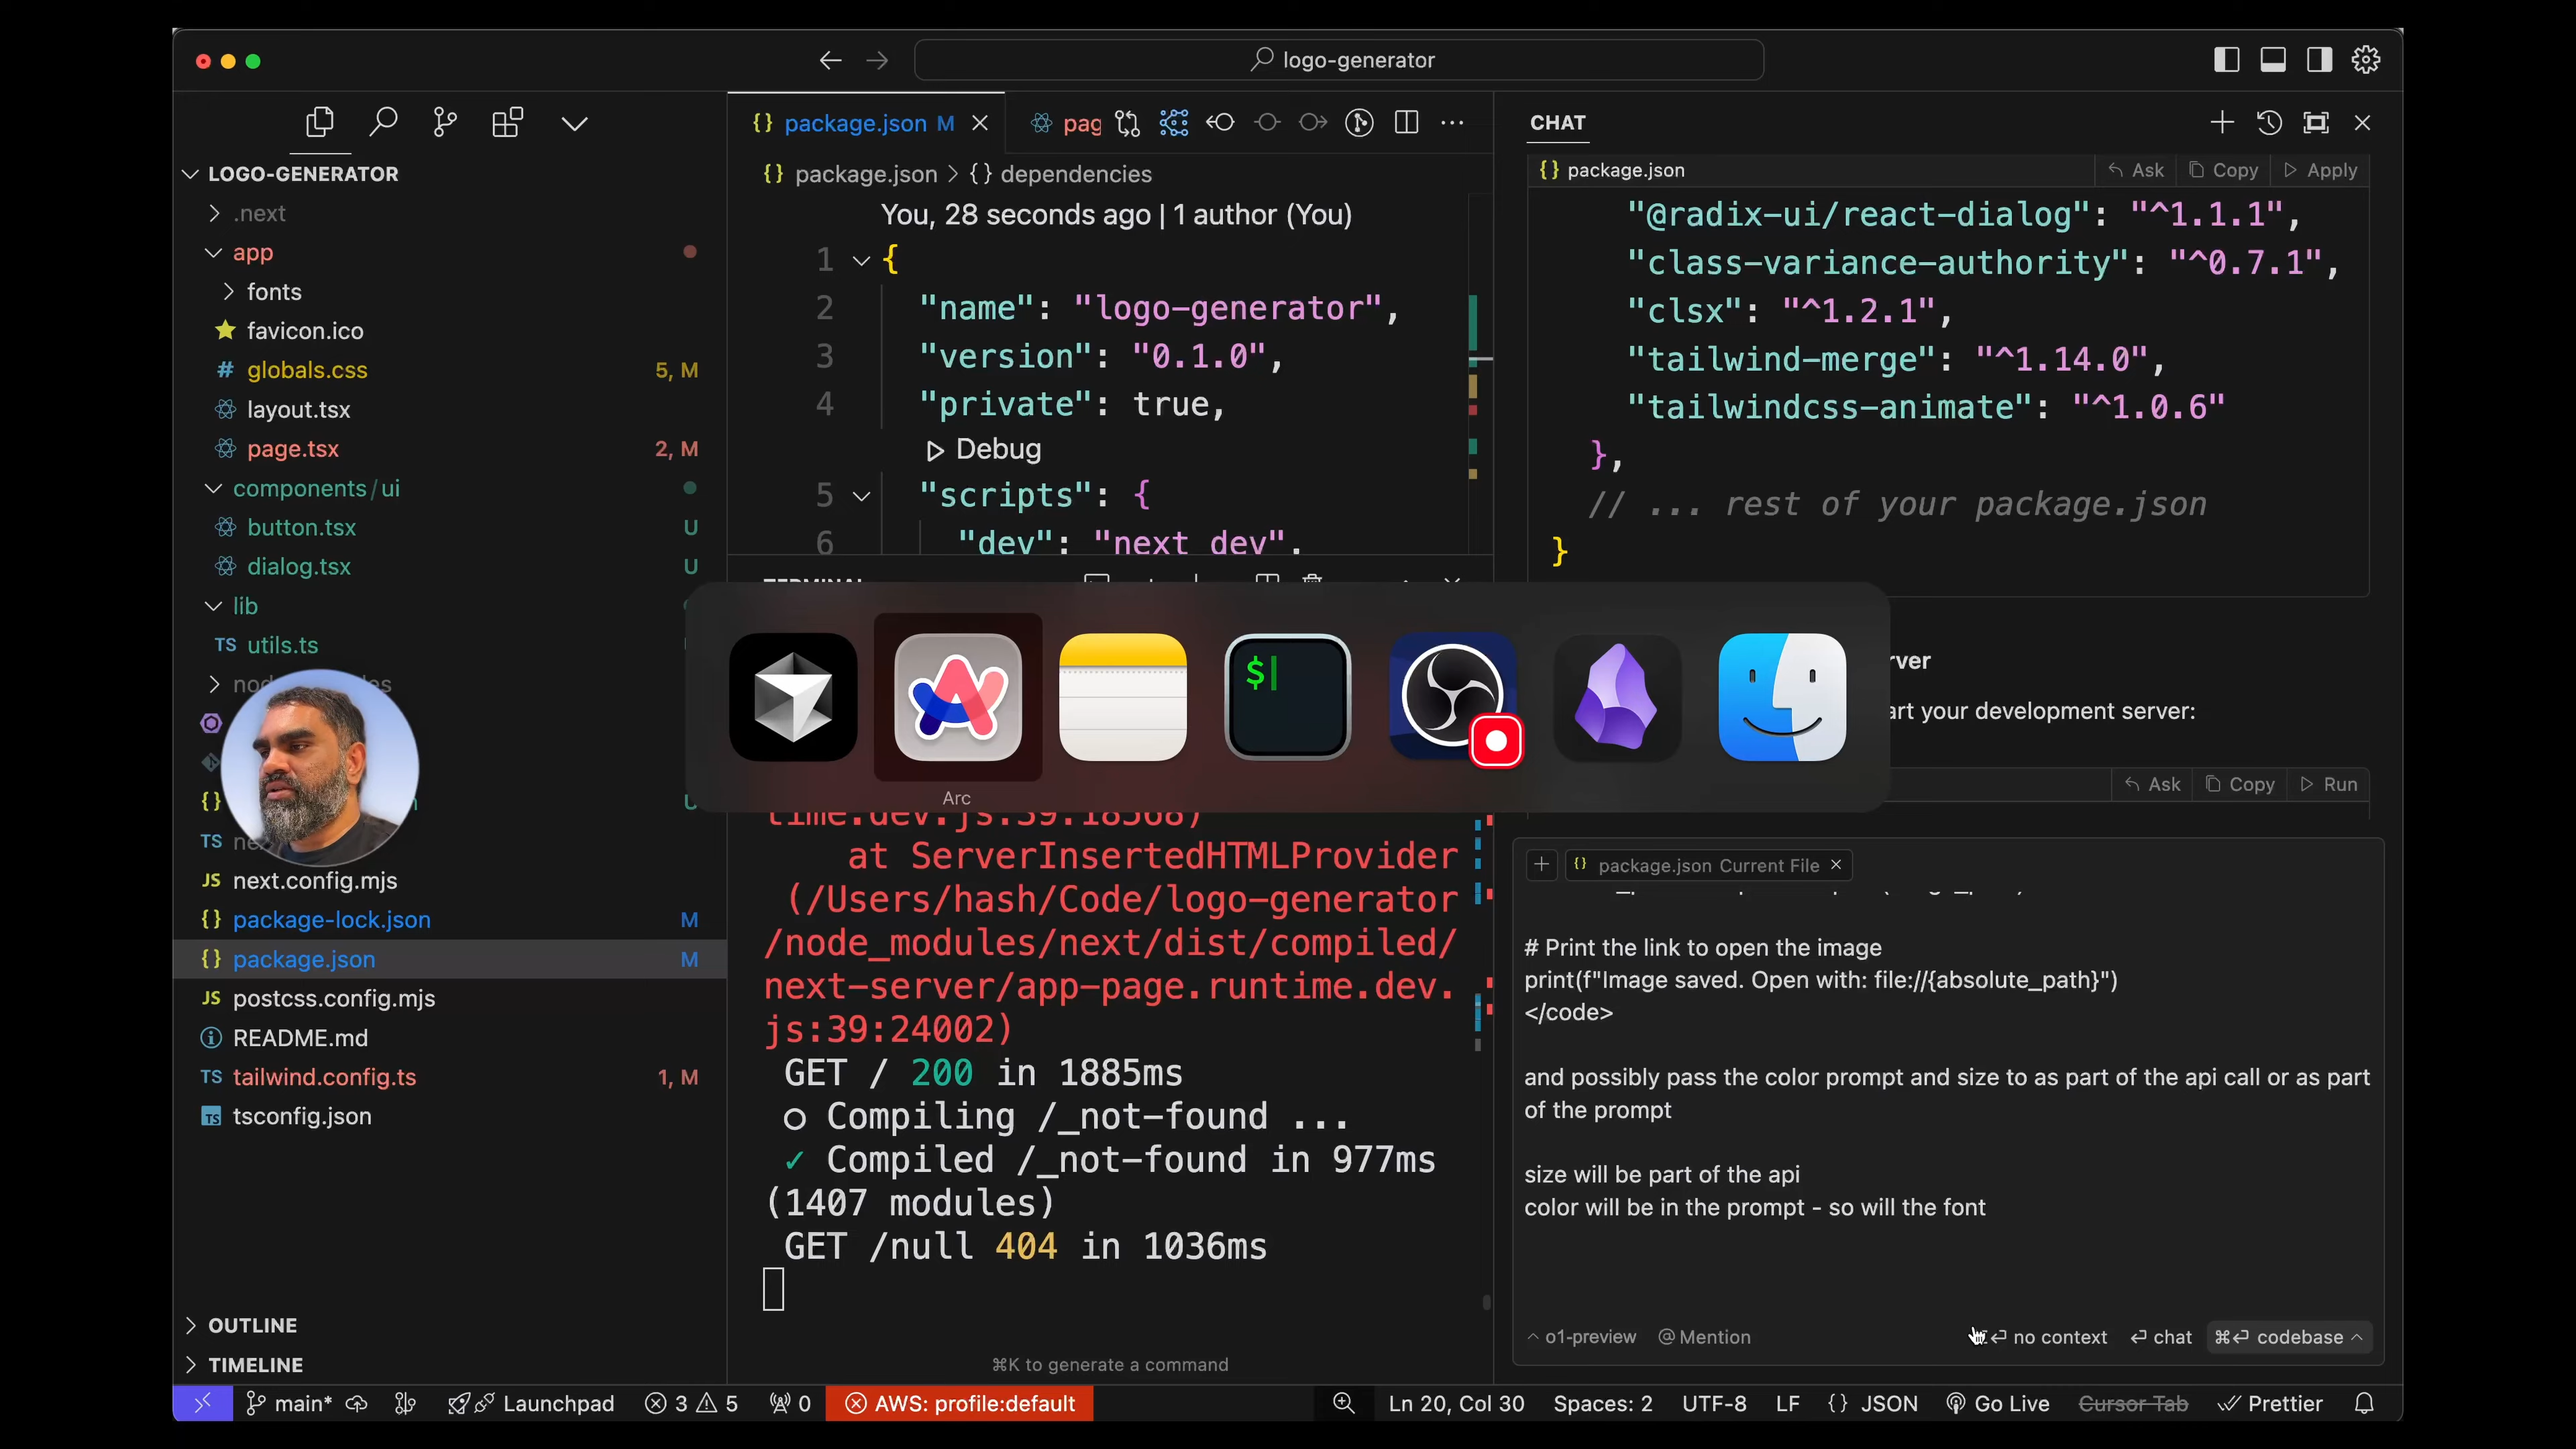 logo-generator
LOGO-GENERATOR
.next
app
fonts
favicon.ico
globals.css 5, M
layout.tsx
page.tsx 2, M
components/ui
button.tsx U
dialog.tsx U
lib
utils.ts
TS
next.config.mjs
package-lock.json M
package.json M
postcss.config.mjs
README.md
tailwind.config.ts 1, M
tsconfig.json
OUTLINE
TIMELINE
package.json M
pag
package.json > {} dependencies
You, 28 seconds ago | 1 author (You)
1 {
2 "name": "logo-generator",
3 "version": "0.1.0",
4 "private": true,
Debug
5 "scripts": {
6 "dev": "next dev",
TERMINAL
Arc
time.dev.js:39:18568)
at ServerInsertedHTMLProvider
(/Users/hash/Code/logo-generator
/node_modules/next/dist/compiled/
next-server/app-page.runtime.dev.
js:39:24002)
GET / 200 in 1885ms
○ Compiling /_not-found ...
✓ Compiled /_not-found in 977ms
(1407 modules)
GET /null 404 in 1036ms
⌘K to generate a command
CHAT
package.json Ask Copy Apply
"@radix-ui/react-dialog": "^1.1.1",
"class-variance-authority": "^0.7.1",
"clsx": "^1.2.1",
"tailwind-merge": "^1.14.0",
"tailwindcss-animate": "^1.0.6"
},
// ... rest of your package.json
}
rver
art your development server:
Ask Copy Run
package.json Current File
# Print the link to open the image
print(f"Image saved. Open with: file://{absolute_path}")
</code>
and possibly pass the color prompt and size to as part of the api call or as part
of the prompt
size will be part of the api
color will be in the prompt - so will the font
o1-preview @ Mention no context chat ⌘ codebase
main* Launchpad 3 5 0 AWS: profile:default Ln 20, Col 30 Spaces: 2 UTF-8 LF {} JSON Go Live Cursor Tab Prettier